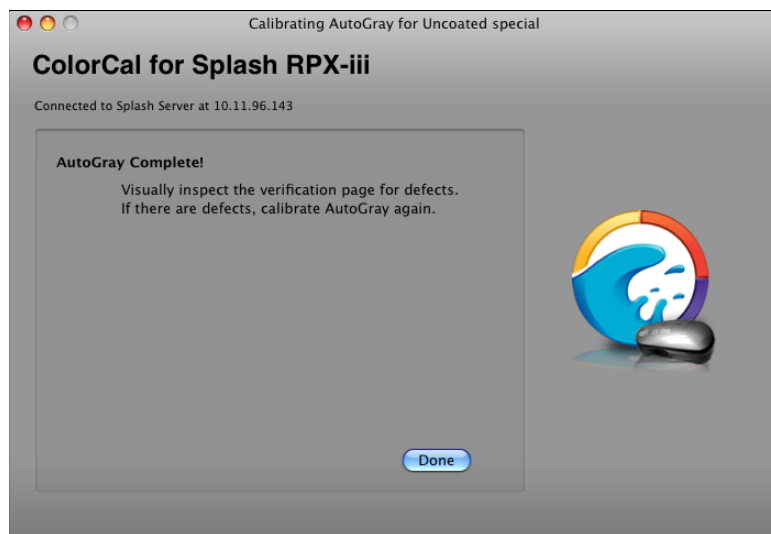 Calibrating AutoGray for Uncoated special
ColorCal for Splash RPX-iii
Connected to Splash Server at 10.11.96.143
AutoGray Complete!
Visually inspect the verification page for defects.
If there are defects, calibrate AutoGray again.
Done